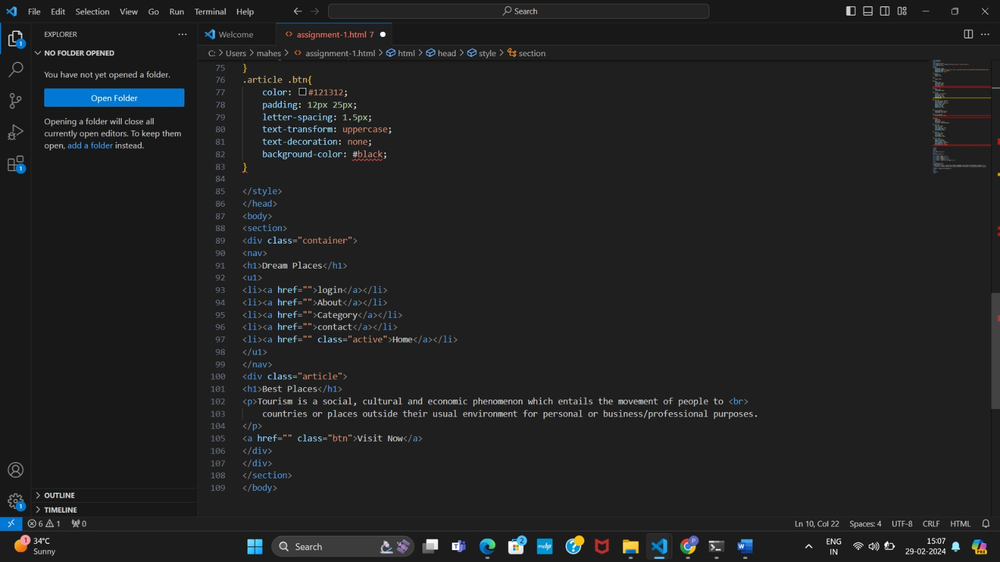 File Edit Selection View Go Run Terminal Help
Search
EXPLORER
Welcome
assignment-1.html 7
NO FOLDER OPENED
C: > Users > mahes > assignment-1.html > html > head > style > section
You have not yet opened a folder.
Open Folder
Opening a folder will close all
currently open editors. To keep them
open, add a folder instead.
1
1
75 }
76 .article .btn{
77 color: #121312;
78 padding: 12px 25px;
79 letter-spacing: 1.5px;
80 text-transform: uppercase;
81 text-decoration: none;
82 background-color: #black;
83 }
84
85 </style>
86 </head>
87 <body>
88 <section>
89 <div class="container">
90 <nav>
91 <h1>Dream Places</h1>
92 <u1>
93 <li><a href="">login</a></li>
94 <li><a href="">About</a></li>
95 <li><a href="">Category</a></li>
96 <li><a href="">contact</a></li>
97 <li><a href="" class="active">Home</a></li>
98 </u1>
99 </nav>
100 <div class="article">
101 <h1>Best Places</h1>
102 <p>Tourism is a social, cultural and economic phenomenon which entails the movement of people to <br>
103 countries or places outside their usual environment for personal or business/professional purposes.
104 </p>
105 <a href="" class="btn">Visit Now</a>
106 </div>
107 </div>
108 </section>
109 </body>
OUTLINE
1
TIMELINE
6 1 0
Ln 10, Col 22 Spaces: 4 UTF-8 CRLF HTML
1
34°C
Sunny
Search
2
myhp
P
W
ENG
IN
15:07
29-02-2024
PRE